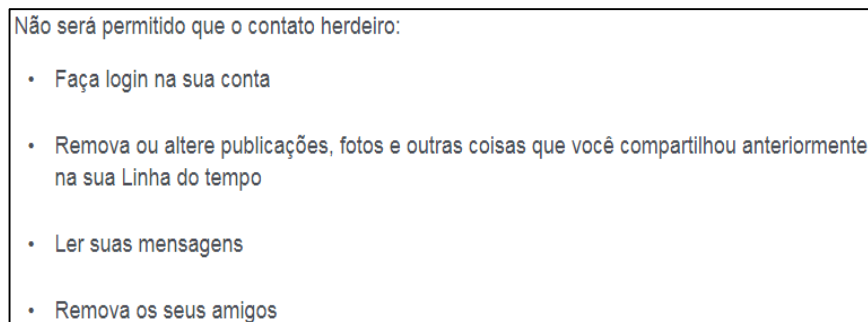 Não será permitido que o contato herdeiro:
• Faça login na sua conta
• Remova ou altere publicações, fotos e outras coisas que você compartilhou anteriormente
na sua Linha do tempo
• Ler suas mensagens
• Remova os seus amigos